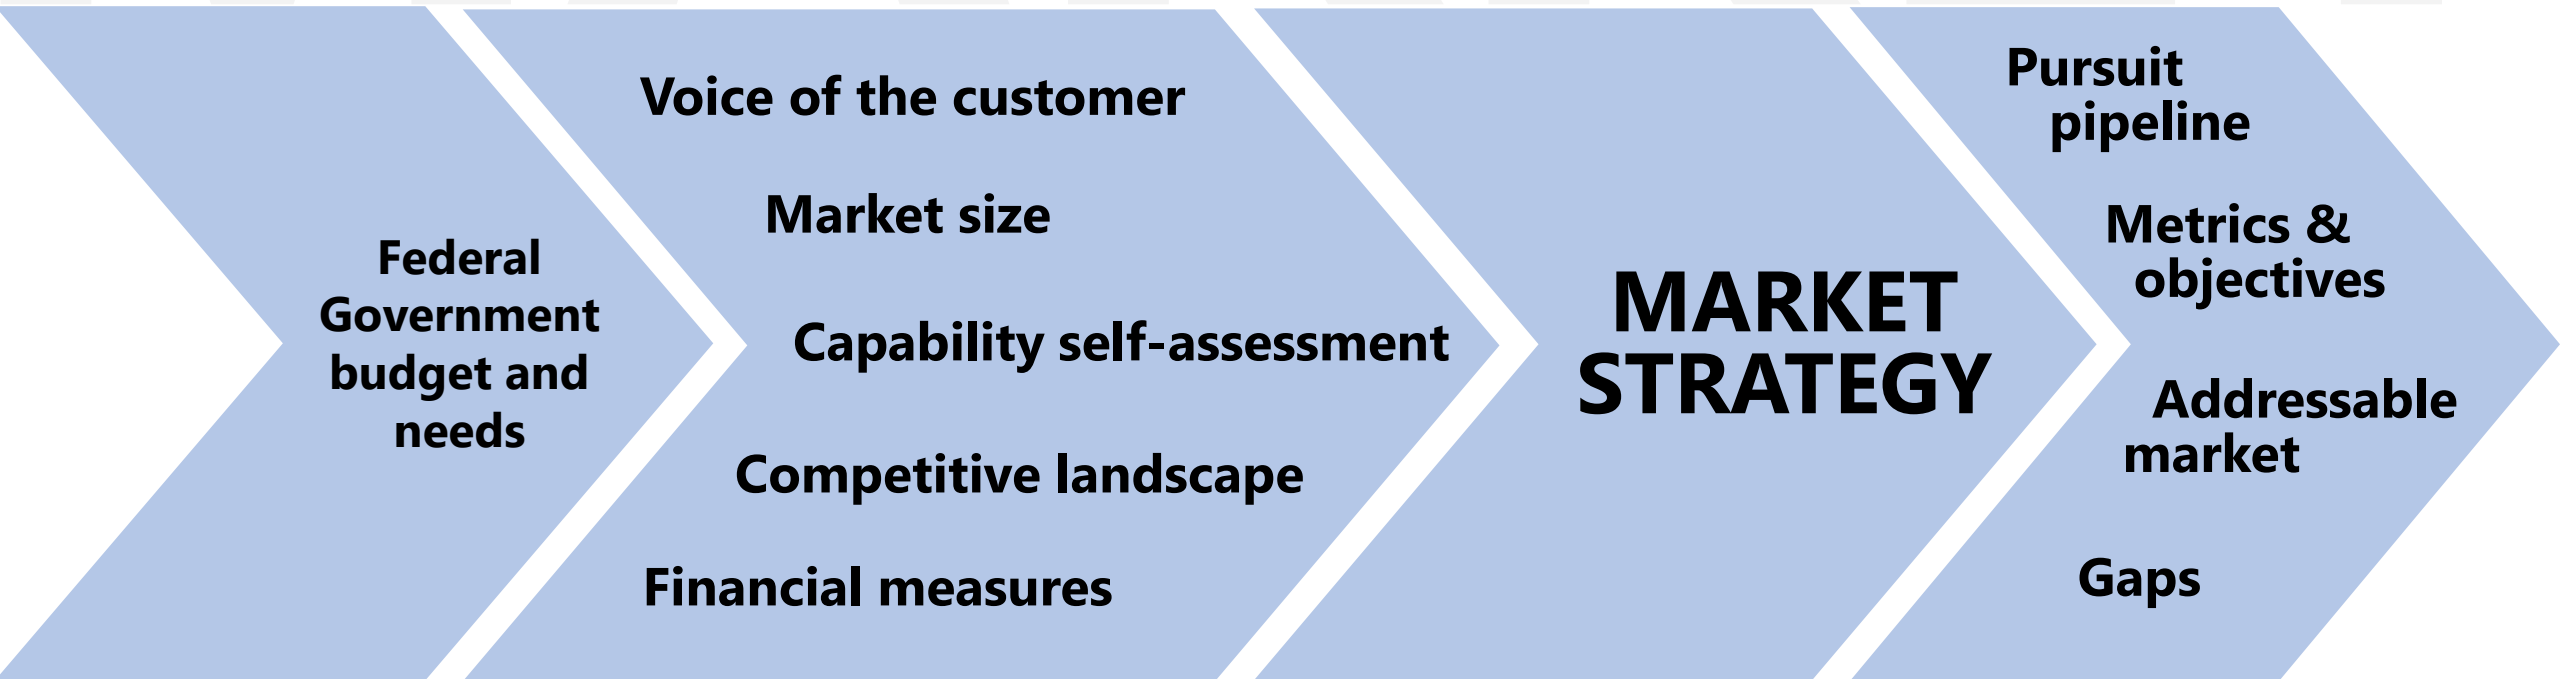 Federal
Government
budget and
needs
Voice of the customer
Market size
Capability self-assessment
Competitive landscape
Financial measures
MARKET
STRATEGY
Pursuit
pipeline
Metrics &
objectives
Addressable
market
Gaps